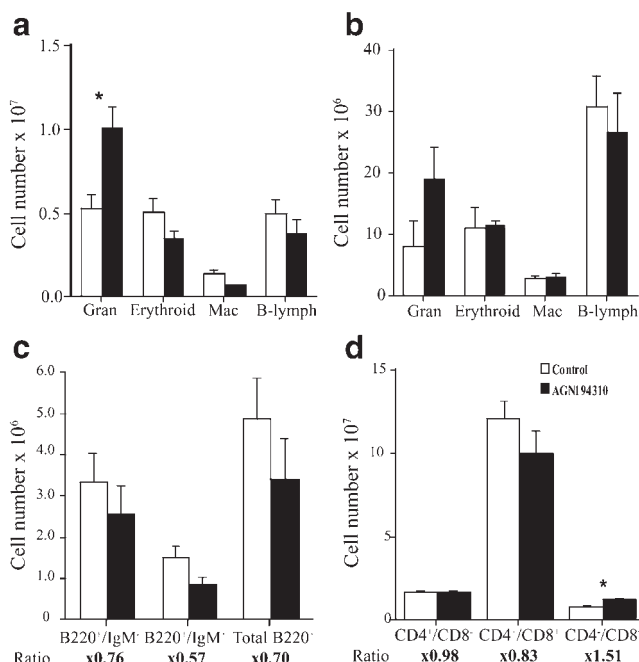 a
1.5
1.0
0.5
0.0
Cell number x 10⁷
*
Gran Erythroid Mac B-lymph
b
40
30
20
10
0
Cell number x 10⁶
Gran Erythroid Mac B-lymph
c
6.0
5.0
4.0
3.0
2.0
1.0
0
Cell number x 10⁶
B220⁺/IgM⁻ B220⁺/IgM⁺ Total B220⁺
Ratio x0.76 x0.57 x0.70
d
Control
AGN194310
15
10
5
0
Cell number x 10⁷
*
CD4⁺/CD8⁻ CD4⁺/CD8⁺ CD4⁻/CD8⁻
Ratio x0.98 x0.83 x1.51